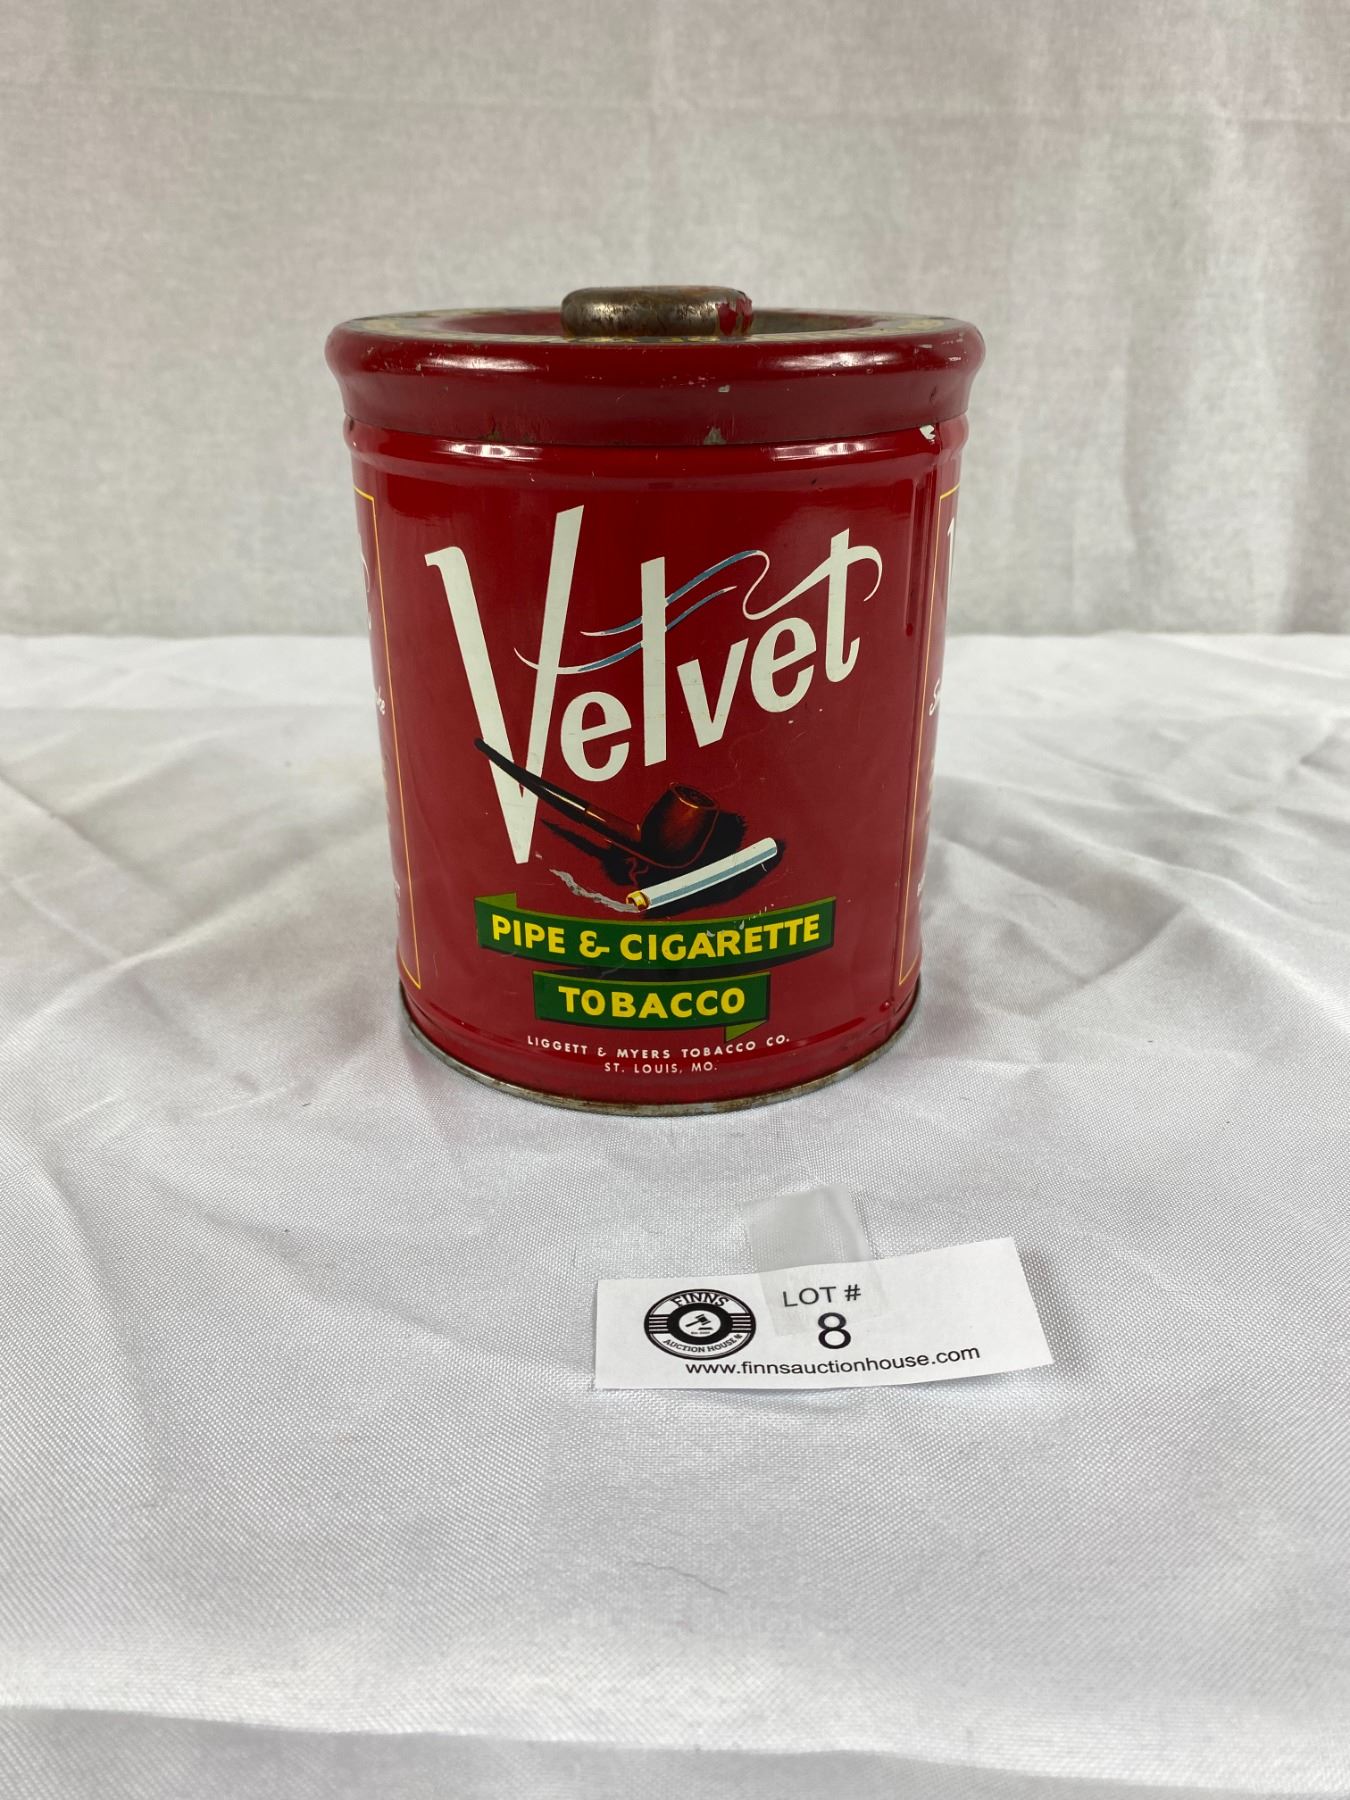 Velvet
PIPE & CIGARETTE
TOBACCO
LIGGETT & MYERS TOBACCO CO.
ST. LOUIS, MO.
FINNS
AUCTION HOUSE
LOT #
8
www.finnsauctionhouse.com